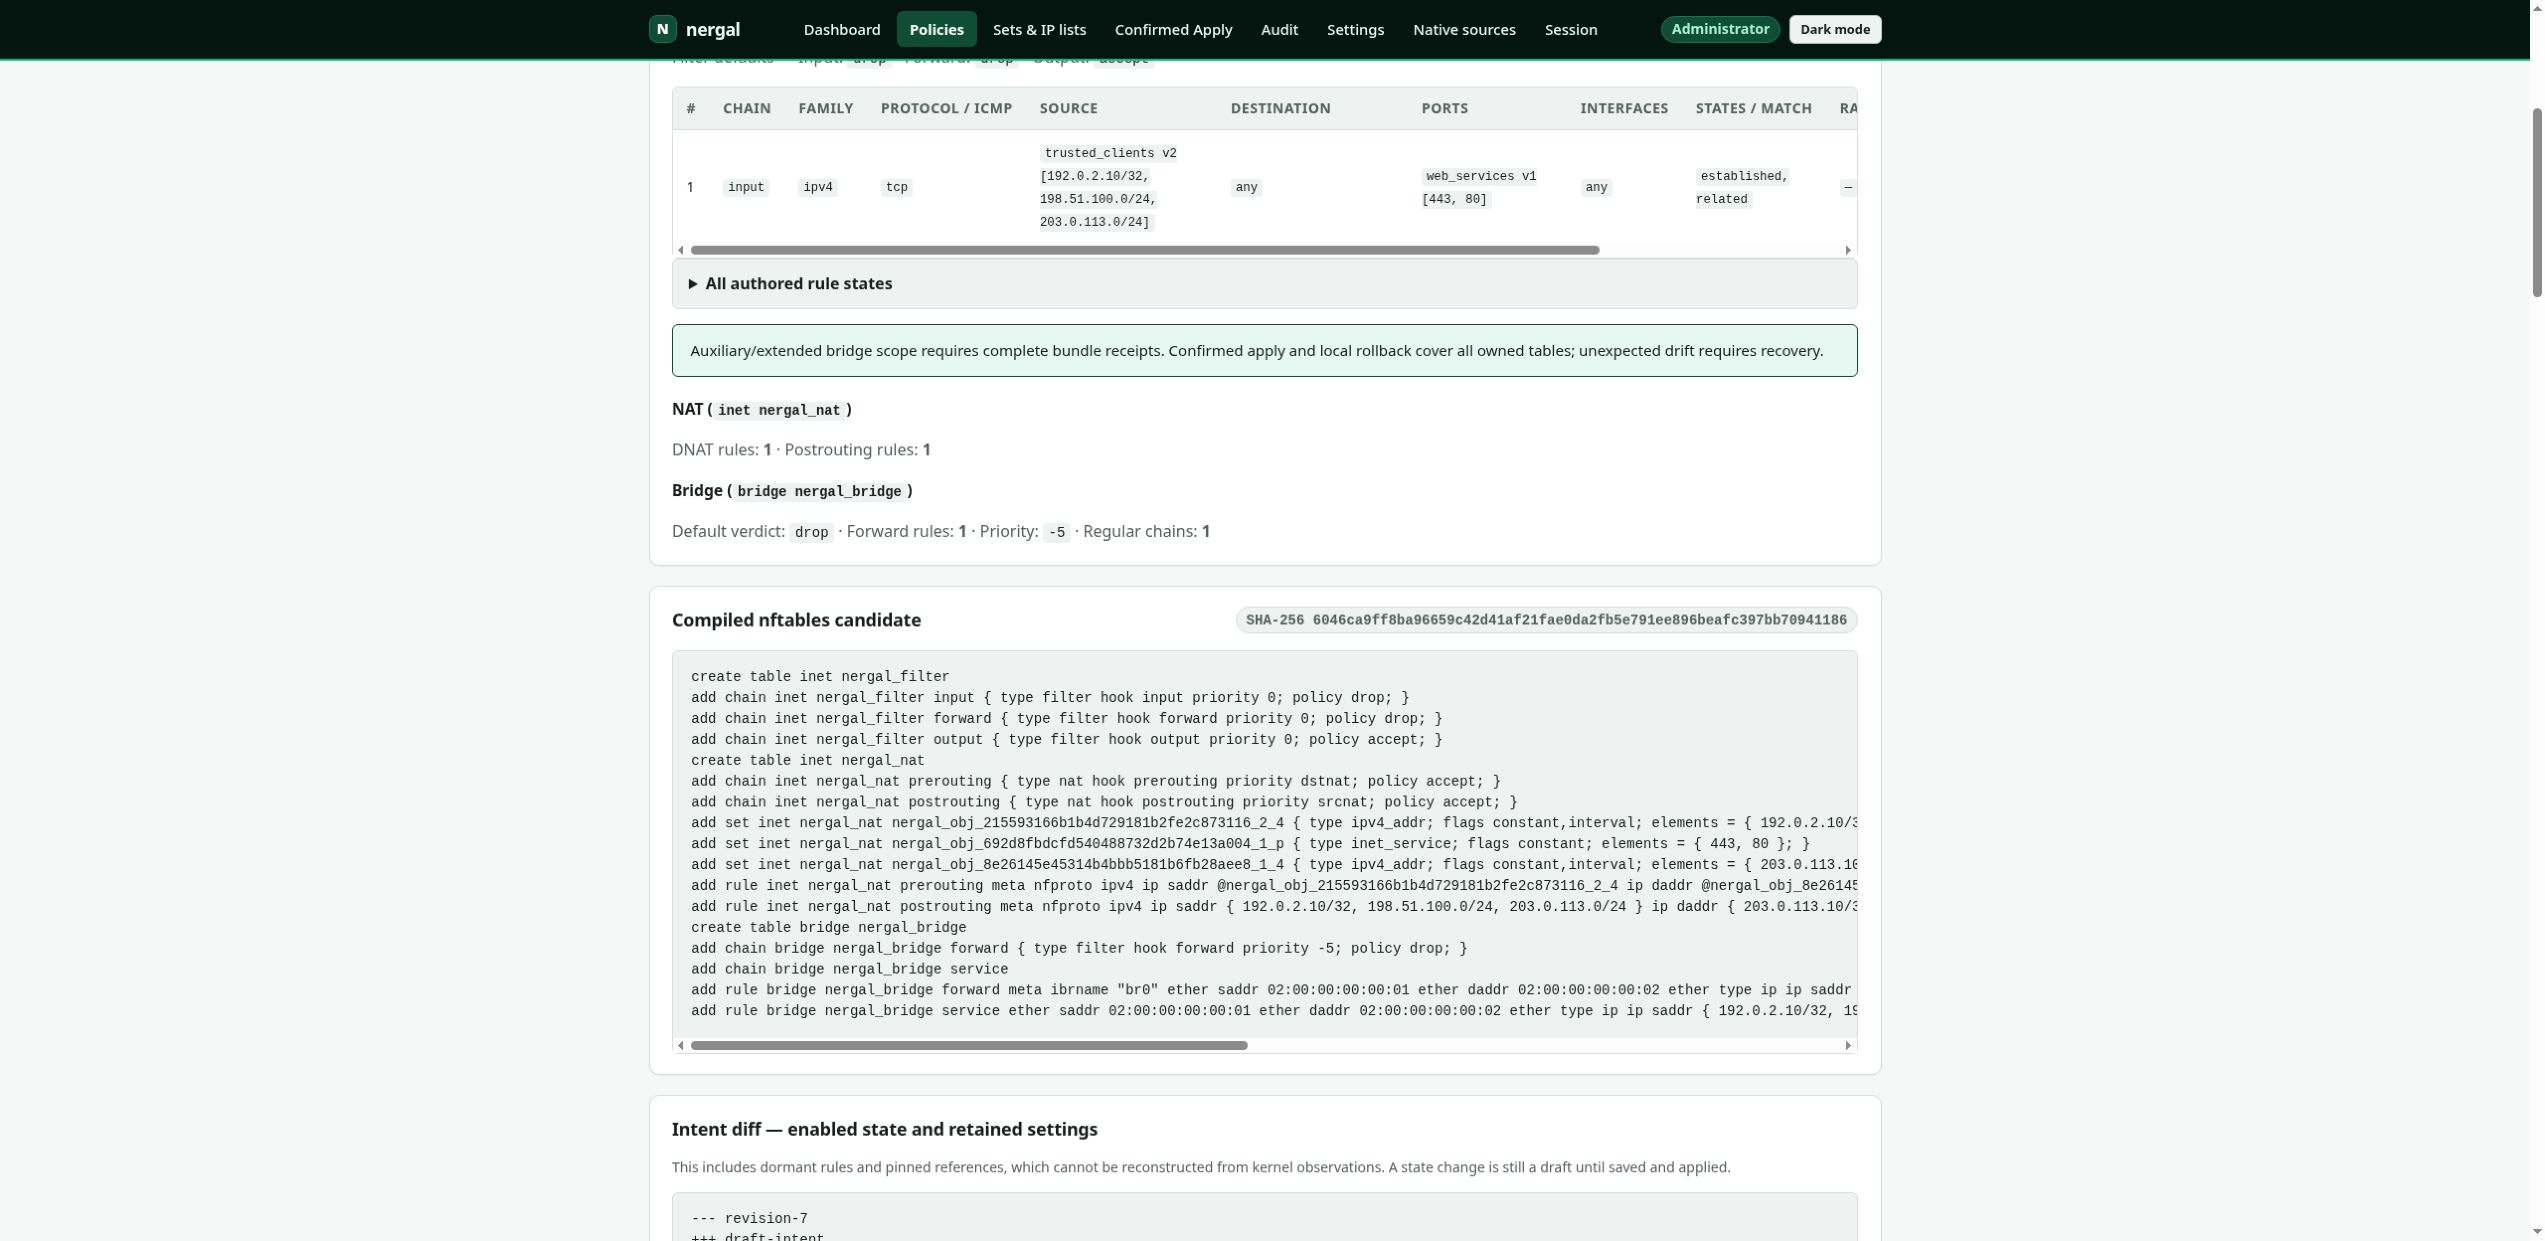 N nergal Dashboard Policies Sets & IP lists Confirmed Apply Audit Settings Native sources Session Administrator Dark mode
Filter defaults Input: drop Forward: drop Output: accept
# CHAIN FAMILY PROTOCOL / ICMP SOURCE DESTINATION PORTS INTERFACES STATES / MATCH RA
1 input ipv4 tcp trusted_clients v2 [192.0.2.10/32, 198.51.100.0/24, 203.0.113.0/24] any web_services v1 [443, 80] any established, related —
▶ All authored rule states
Auxiliary/extended bridge scope requires complete bundle receipts. Confirmed apply and local rollback cover all owned tables; unexpected drift requires recovery.
NAT ( inet nergal_nat )
DNAT rules: 1 · Postrouting rules: 1
Bridge ( bridge nergal_bridge )
Default verdict: drop · Forward rules: 1 · Priority: -5 · Regular chains: 1
Compiled nftables candidate
SHA-256 6046ca9ff8ba96659c42d41af21fae0da2fb5e791ee896beafc397bb70941186
create table inet nergal_filter
add chain inet nergal_filter input { type filter hook input priority 0; policy drop; }
add chain inet nergal_filter forward { type filter hook forward priority 0; policy drop; }
add chain inet nergal_filter output { type filter hook output priority 0; policy accept; }
create table inet nergal_nat
add chain inet nergal_nat prerouting { type nat hook prerouting priority dstnat; policy accept; }
add chain inet nergal_nat postrouting { type nat hook postrouting priority srcnat; policy accept; }
add set inet nergal_nat nergal_obj_215593166b1b4d729181b2fe2c873116_2_4 { type ipv4_addr; flags constant,interval; elements = { 192.0.2.10/3
add set inet nergal_nat nergal_obj_692d8fbdcfd540488732d2b74e13a004_1_p { type inet_service; flags constant; elements = { 443, 80 }; }
add set inet nergal_nat nergal_obj_8e26145e45314b4bbb5181b6fb28aee8_1_4 { type ipv4_addr; flags constant,interval; elements = { 203.0.113.10
add rule inet nergal_nat prerouting meta nfproto ipv4 ip saddr @nergal_obj_215593166b1b4d729181b2fe2c873116_2_4 ip daddr @nergal_obj_8e26145
add rule inet nergal_nat postrouting meta nfproto ipv4 ip saddr { 192.0.2.10/32, 198.51.100.0/24, 203.0.113.0/24 } ip daddr { 203.0.113.10/3
create table bridge nergal_bridge
add chain bridge nergal_bridge forward { type filter hook forward priority -5; policy drop; }
add chain bridge nergal_bridge service
add rule bridge nergal_bridge forward meta ibrname "br0" ether saddr 02:00:00:00:00:01 ether daddr 02:00:00:00:00:02 ether type ip ip saddr
add rule bridge nergal_bridge service ether saddr 02:00:00:00:00:01 ether daddr 02:00:00:00:00:02 ether type ip ip saddr { 192.0.2.10/32, 19
Intent diff — enabled state and retained settings
This includes dormant rules and pinned references, which cannot be reconstructed from kernel observations. A state change is still a draft until saved and applied.
--- revision-7
+++ draft-intent